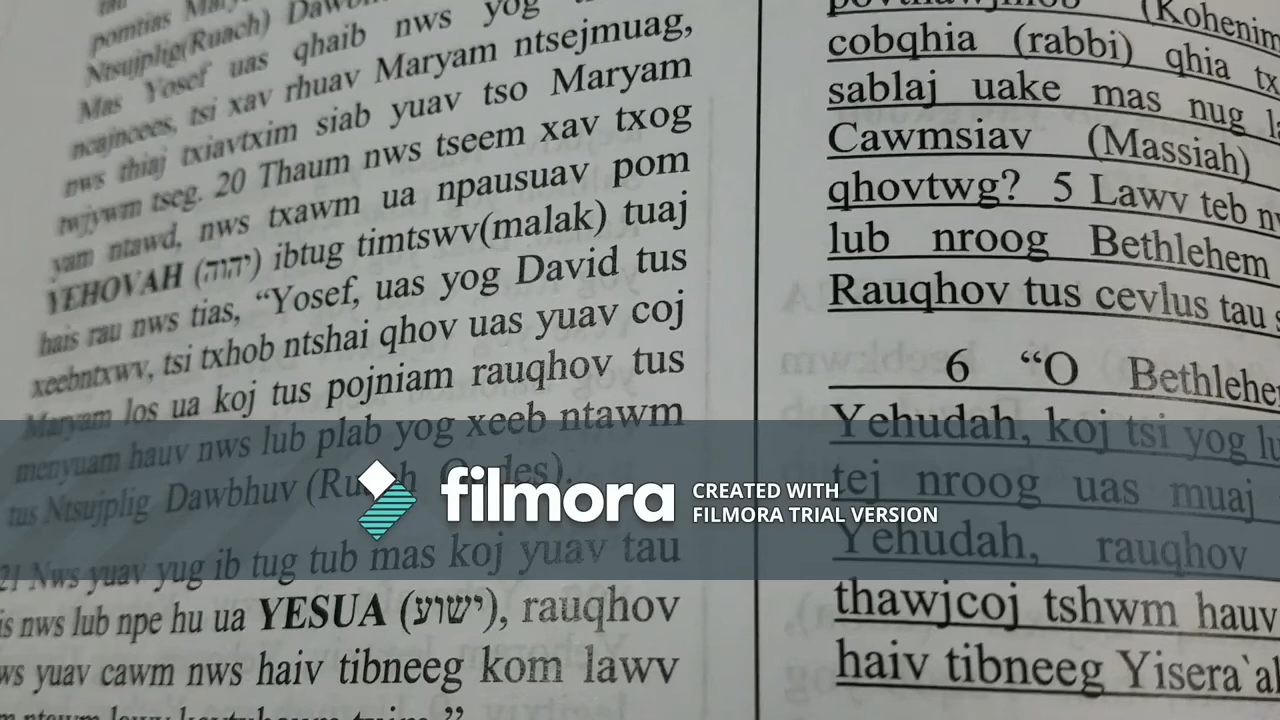 pomtias
Ntsujplig(Ruach)
Mas Yosef uas qhaib nws yog
ncajncees, tsi xav rhuav Maryam ntsejmuag,
nws thiaj txiavtxim siab yuav tso Maryam
twjywm tseg. 20 Thaum nws tseem xav txog
yam ntawd, nws txawm ua npausuav pom
YEHOVAH (יהוה) ibtug timtswv(malak) tuaj
hais rau nws tias, “Yosef, uas yog David tus
xeebntxwv, tsi txhob ntshai qhov uas yuav coj
Maryam los ua koj tus pojniam rauqhov tus
menyuam hauv nws lub plab yog xeeb ntawm
tus Ntsujplig Dawbhuv
21 Nws yuav yug ib tug tub mas koj yuav tau
nws lub npe hu ua YESUA (ישוע), rauqhov
yuav cawm nws haiv tibneeg kom lawv
(Kohenim
cobqhia (rabbi) qhia
sablaj uake mas nug
Cawmsiav (Massiah)
qhovtwg? 5 Lawv teb
lub nroog Bethlehem
Rauqhov tus cevlus tau
6 “O
Yehudah, koj tsi yog
tej nroog uas muaj
Yehudah, rauqhov
thawjcoj tshwm hauv
haiv tibneeg
filmora
CREATED WITH
FILMORA TRIAL VERSION